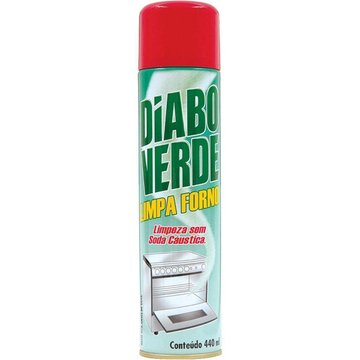 DiABO
VERDE
LIMPA FORNO
Limpeza sem
Soda Cáustica.
Conteúdo 440 ml